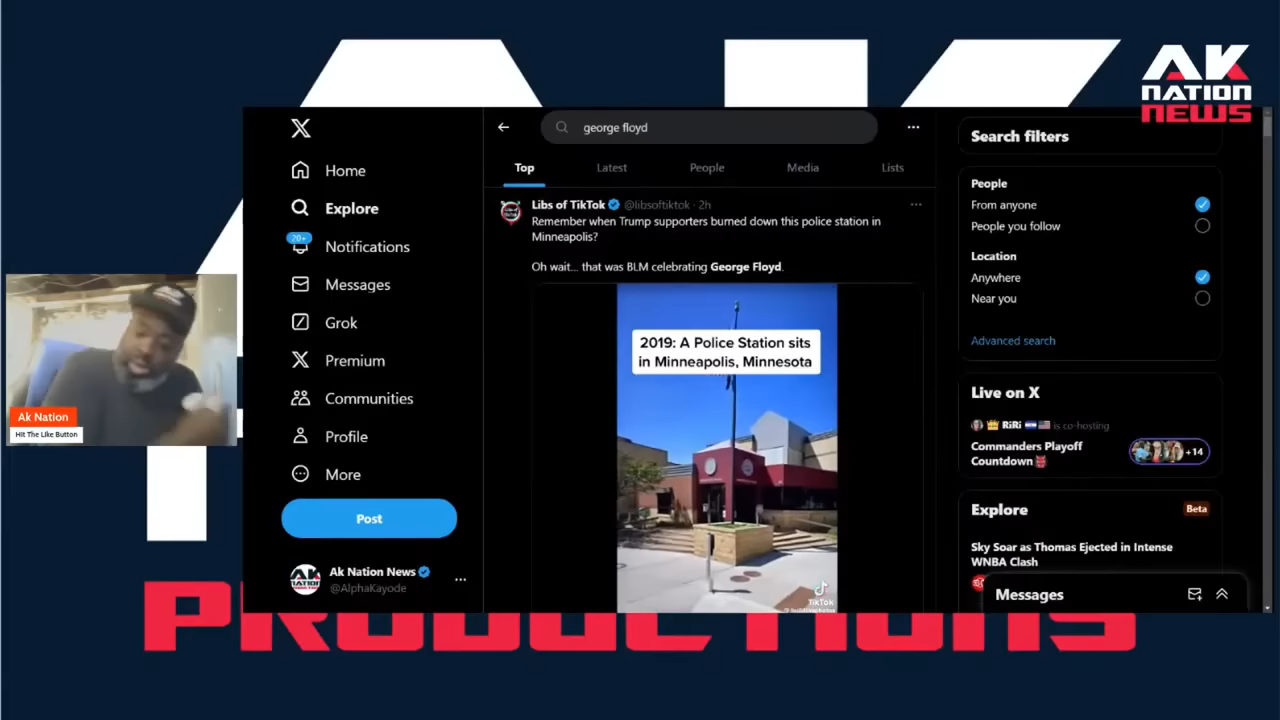 AK
NATION
NEWS
george floyd
Search filters
Home
Explore
20+
Notifications
Messages
Grok
Premium
Communities
Profile
More
Post
Ak Nation News
@AlphaKayode
Top
Latest
People
Media
Lists
Libs of TikTok @libsoftiktok · 2h
Remember when Trump supporters burned down this police station in
Minneapolis?
Oh wait... that was BLM celebrating George Floyd.
2019: A Police Station sits
in Minneapolis, Minnesota
TikTok
People
From anyone
People you follow
Location
Anywhere
Near you
Advanced search
Live on X
RiRi is co-hosting
Commanders Playoff
Countdown
+14
Explore
Beta
Sky Soar as Thomas Ejected in Intense
WNBA Clash
Messages
Ak Nation
Hit The Like Button
PRODUCTIONS